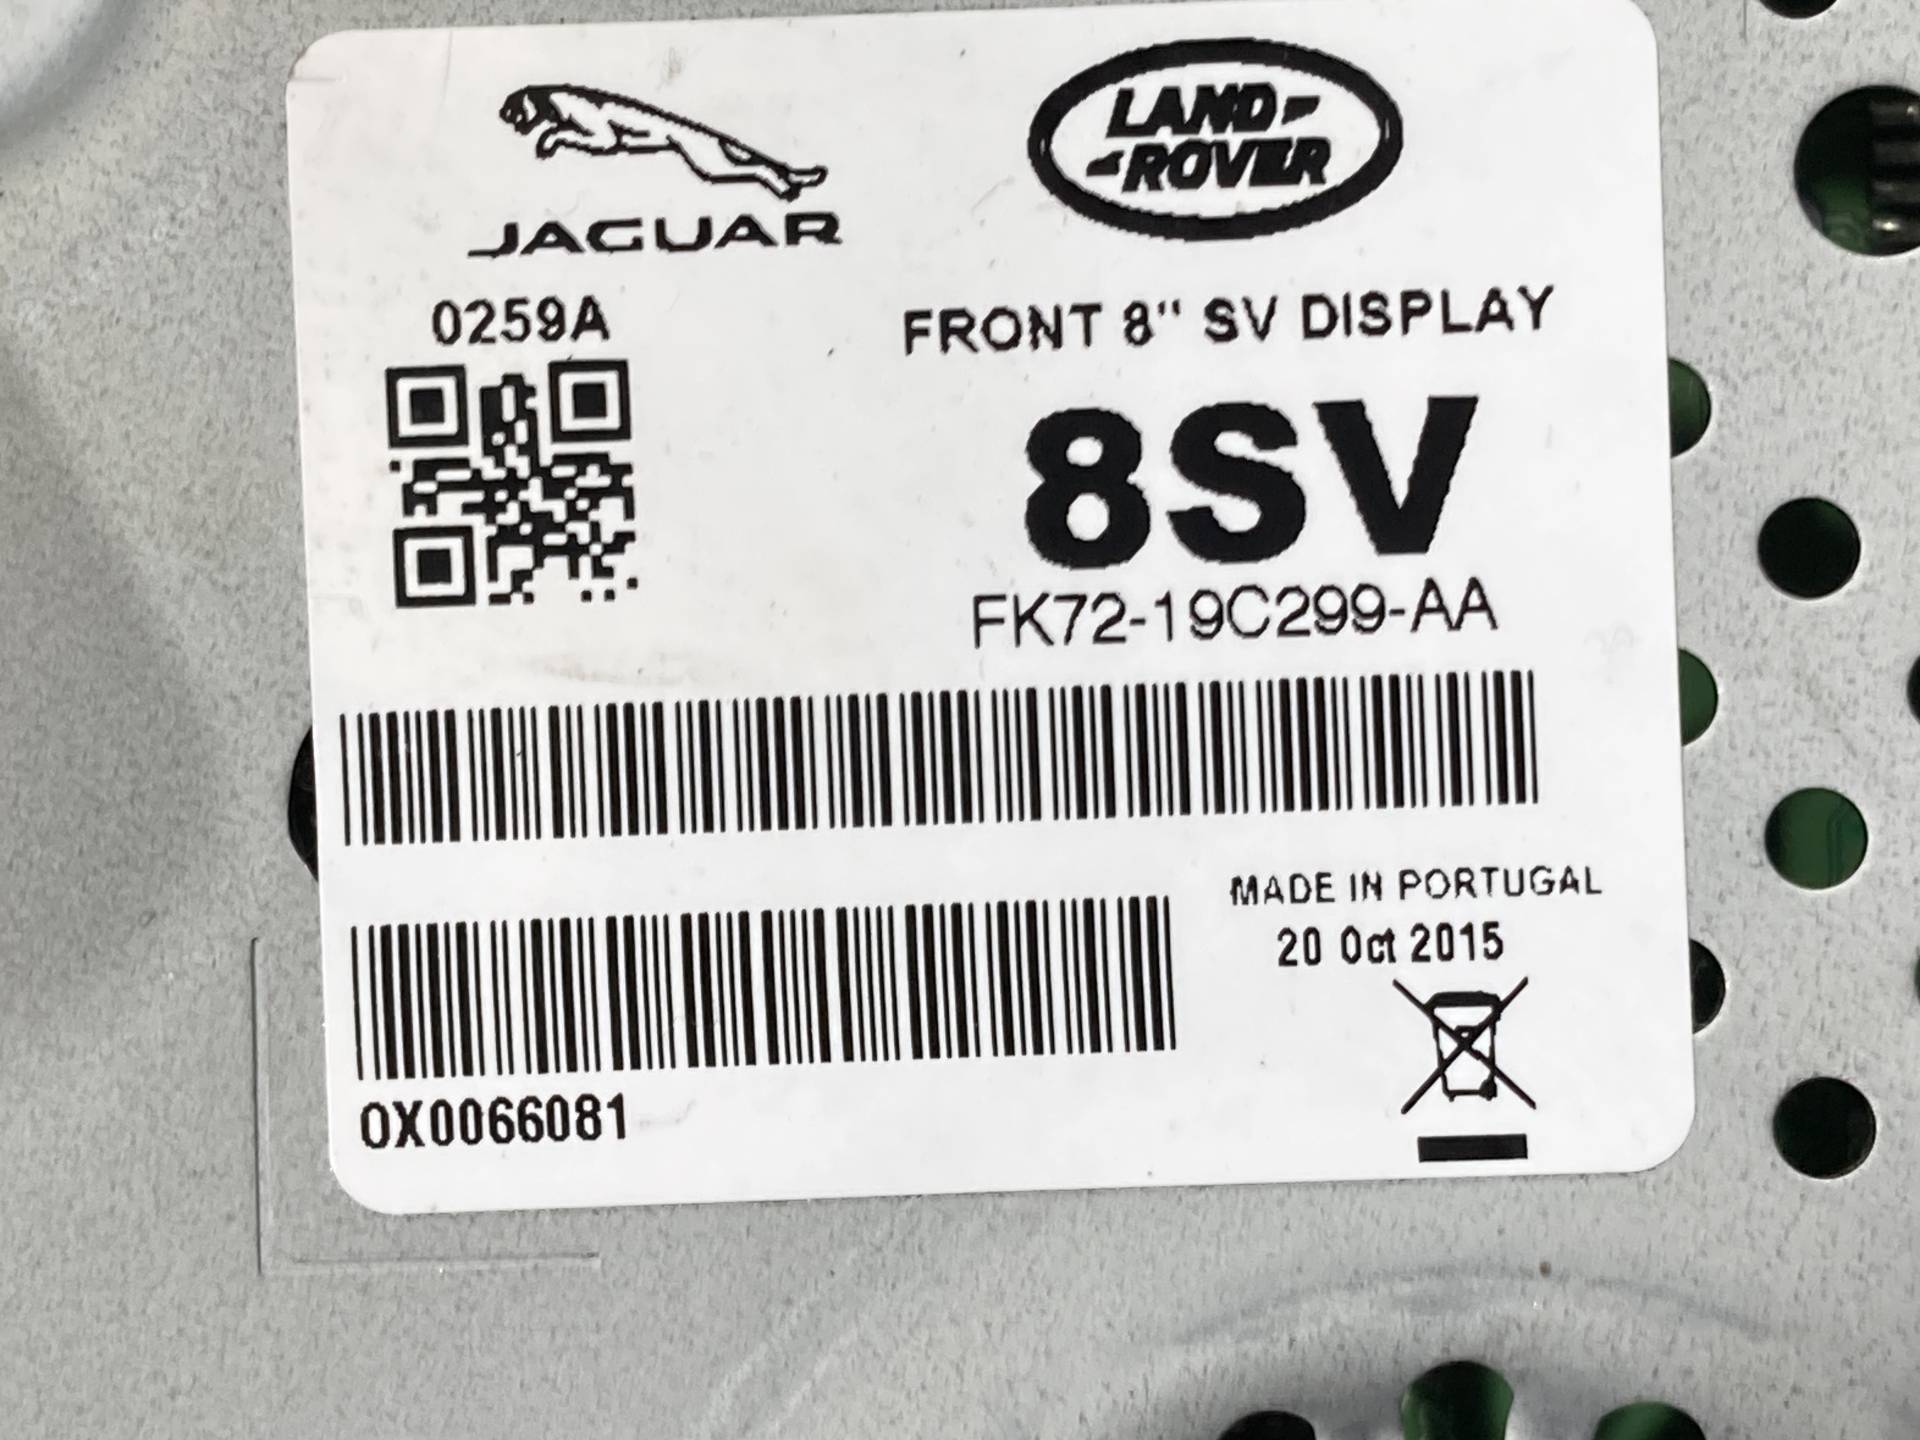 JAGUAR
LAND-
ROVER
0259A
FRONT 8" SV DISPLAY
8SV
FK72-19C299-AA
MADE IN PORTUGAL
20 Oct 2015
0X0066081